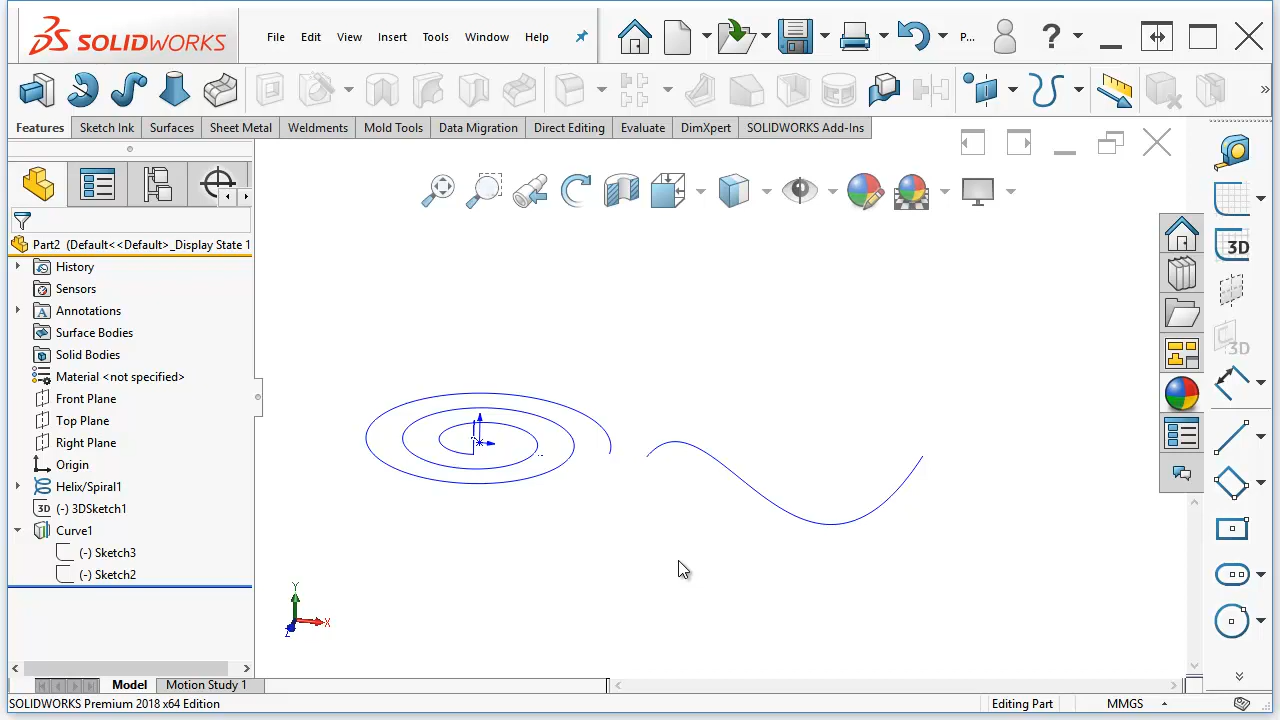 SOLIDWORKS
File Edit View Insert Tools Window Help
P...
Features Sketch Ink Surfaces Sheet Metal Weldments Mold Tools Data Migration Direct Editing Evaluate DimXpert SOLIDWORKS Add-Ins
Part2 (Default<<Default>_Display State 1
History
Sensors
Annotations
Surface Bodies
Solid Bodies
Material <not specified>
Front Plane
Top Plane
Right Plane
Origin
Helix/Spiral1
3D (-) 3DSketch1
Curve1
(-) Sketch3
(-) Sketch2
3D
3D
Y
X
Z
Model Motion Study 1
SOLIDWORKS Premium 2018 x64 Edition Editing Part MMGS